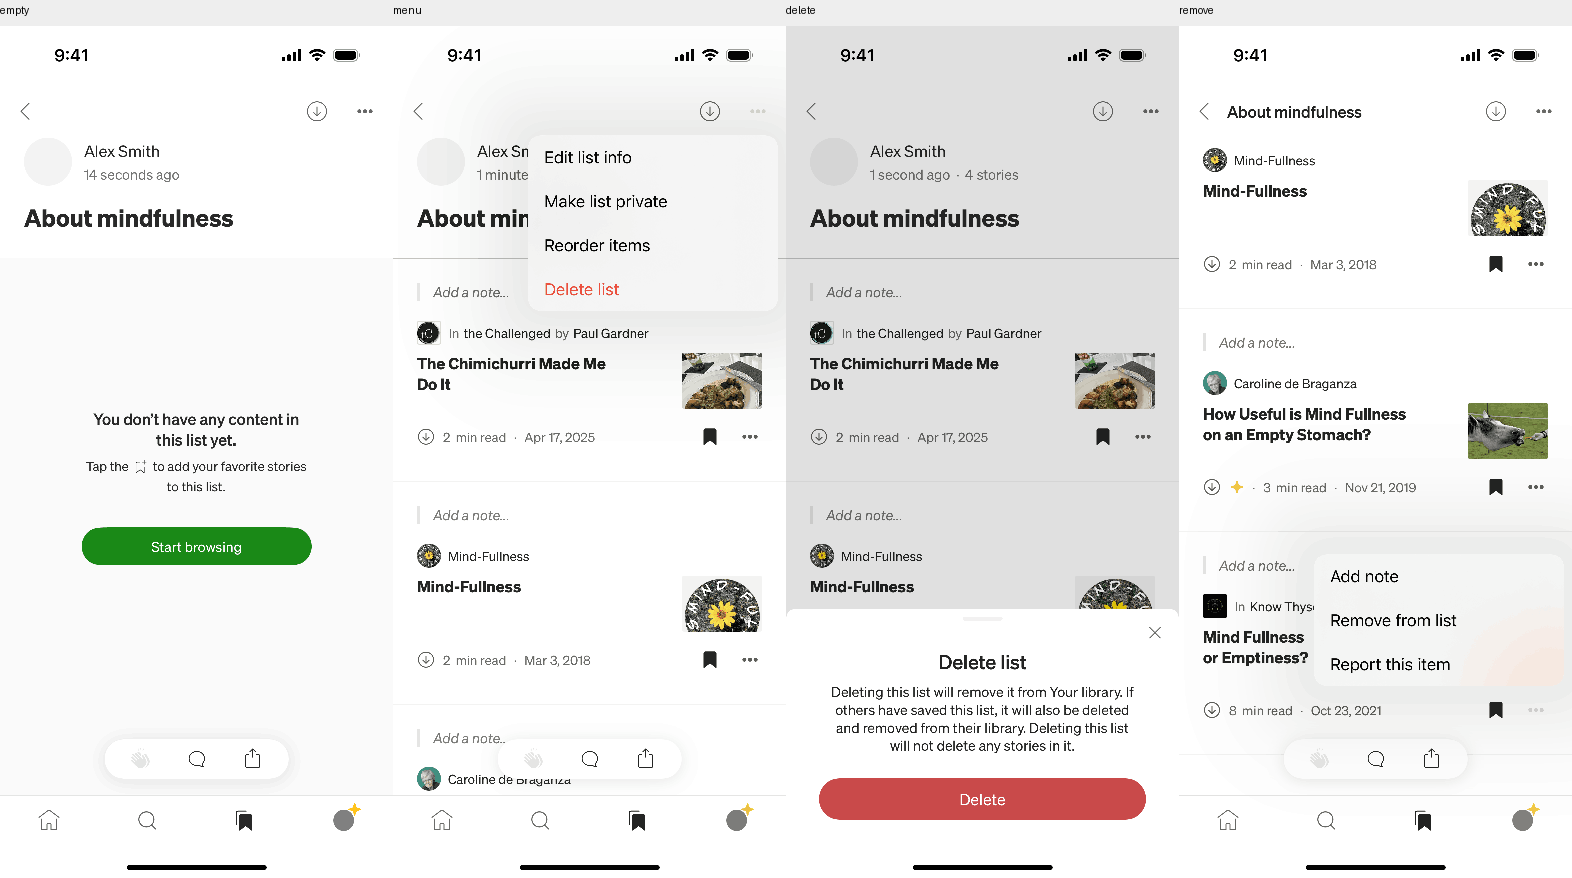 empty
9:41
Alex Smith
14 seconds ago
About mindfulness
You don't have any content in
this list yet.
Tap the to add your favorite stories
to this list.
Start browsing
menu
9:41
Alex Sm
1 minute
About min
Edit list info
Make list private
Reorder items
Delete list
Add a note...
In the Challenged by Paul Gardner
The Chimichurri Made Me
Do It
2 min read · Apr 17, 2025
Add a note...
Mind-Fullness
Mind-Fullness
2 min read · Mar 3, 2018
Add a note..
Caroline de Braganza
delete
9:41
Alex Smith
1 second ago · 4 stories
About mindfulness
Add a note...
In the Challenged by Paul Gardner
The Chimichurri Made Me
Do It
2 min read · Apr 17, 2025
Add a note...
Mind-Fullness
Mind-Fullness
Delete list
Deleting this list will remove it from Your library. If
others have saved this list, it will also be deleted
and removed from their library. Deleting this list
will not delete any stories in it.
Delete
remove
9:41
About mindfulness
Mind-Fullness
Mind-Fullness
2 min read · Mar 3, 2018
Add a note...
Caroline de Braganza
How Useful is Mind Fullness
on an Empty Stomach?
3 min read · Nov 21, 2019
Add a note...
In Know Thys
Mind Fullness
or Emptiness?
8 min read · Oct 23, 2021
Add note
Remove from list
Report this item